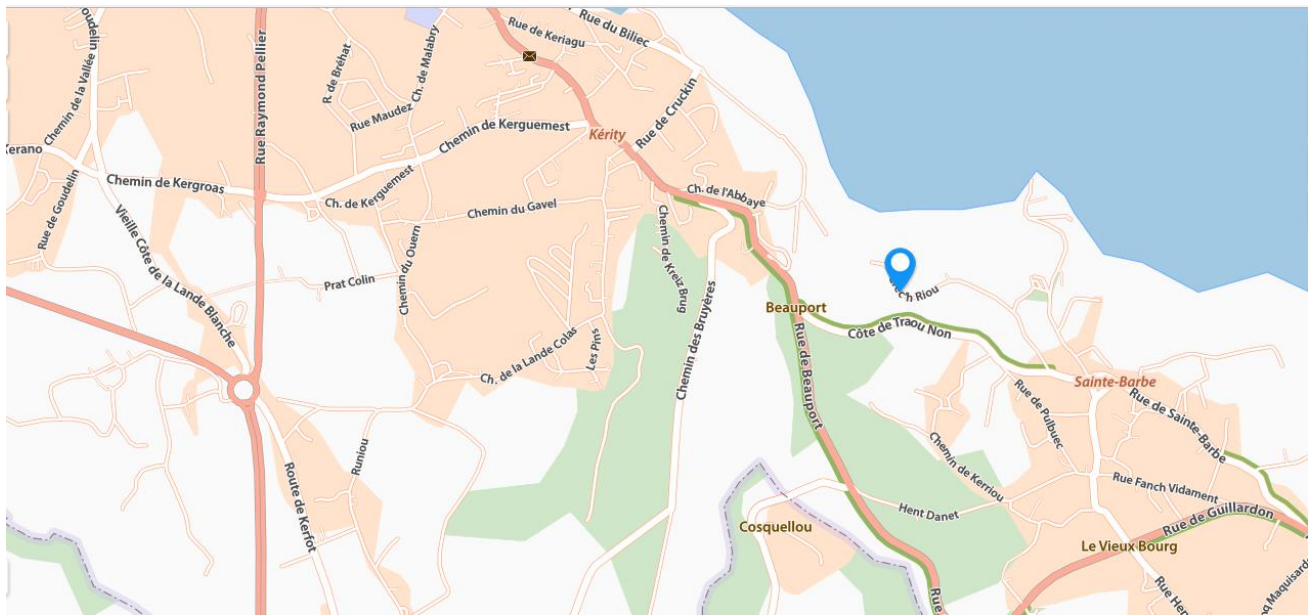 Rue du Biliec
Rue de Keriagu
Ch. de Malabry
R. de Bréhat
Rue Raymond Pellier
Chemin de la Vallée
Rue Maudez
Rue de Cruckin
Chemin de Kerguemest
Kérity
Kerano
Chemin de Kergroas
Ch. de Kerguemest
Ch. de l'Abbaye
Rue de Goudelin
Vieille Côte de la Lande Blanche
Chemin du Gavel
Chemin de Kreiz Brug
Chemin du Ouern
Prat Colin
Chemin des Bruyères
Riou
Beauport
Côte de Traou Non
Rue de Beauport
Ch. de la Lande Colas
Les Pins
Sainte-Barbe
Rue de Sainte-Barbe
Rue de Pulbuec
Runiou
Chemin de Kerriou
Rue Fanch Vidament
Route de Kerfot
Hent Danet
Rue de Guillardon
Cosquellou
Le Vieux Bourg
Rue
Rue
Maquisard